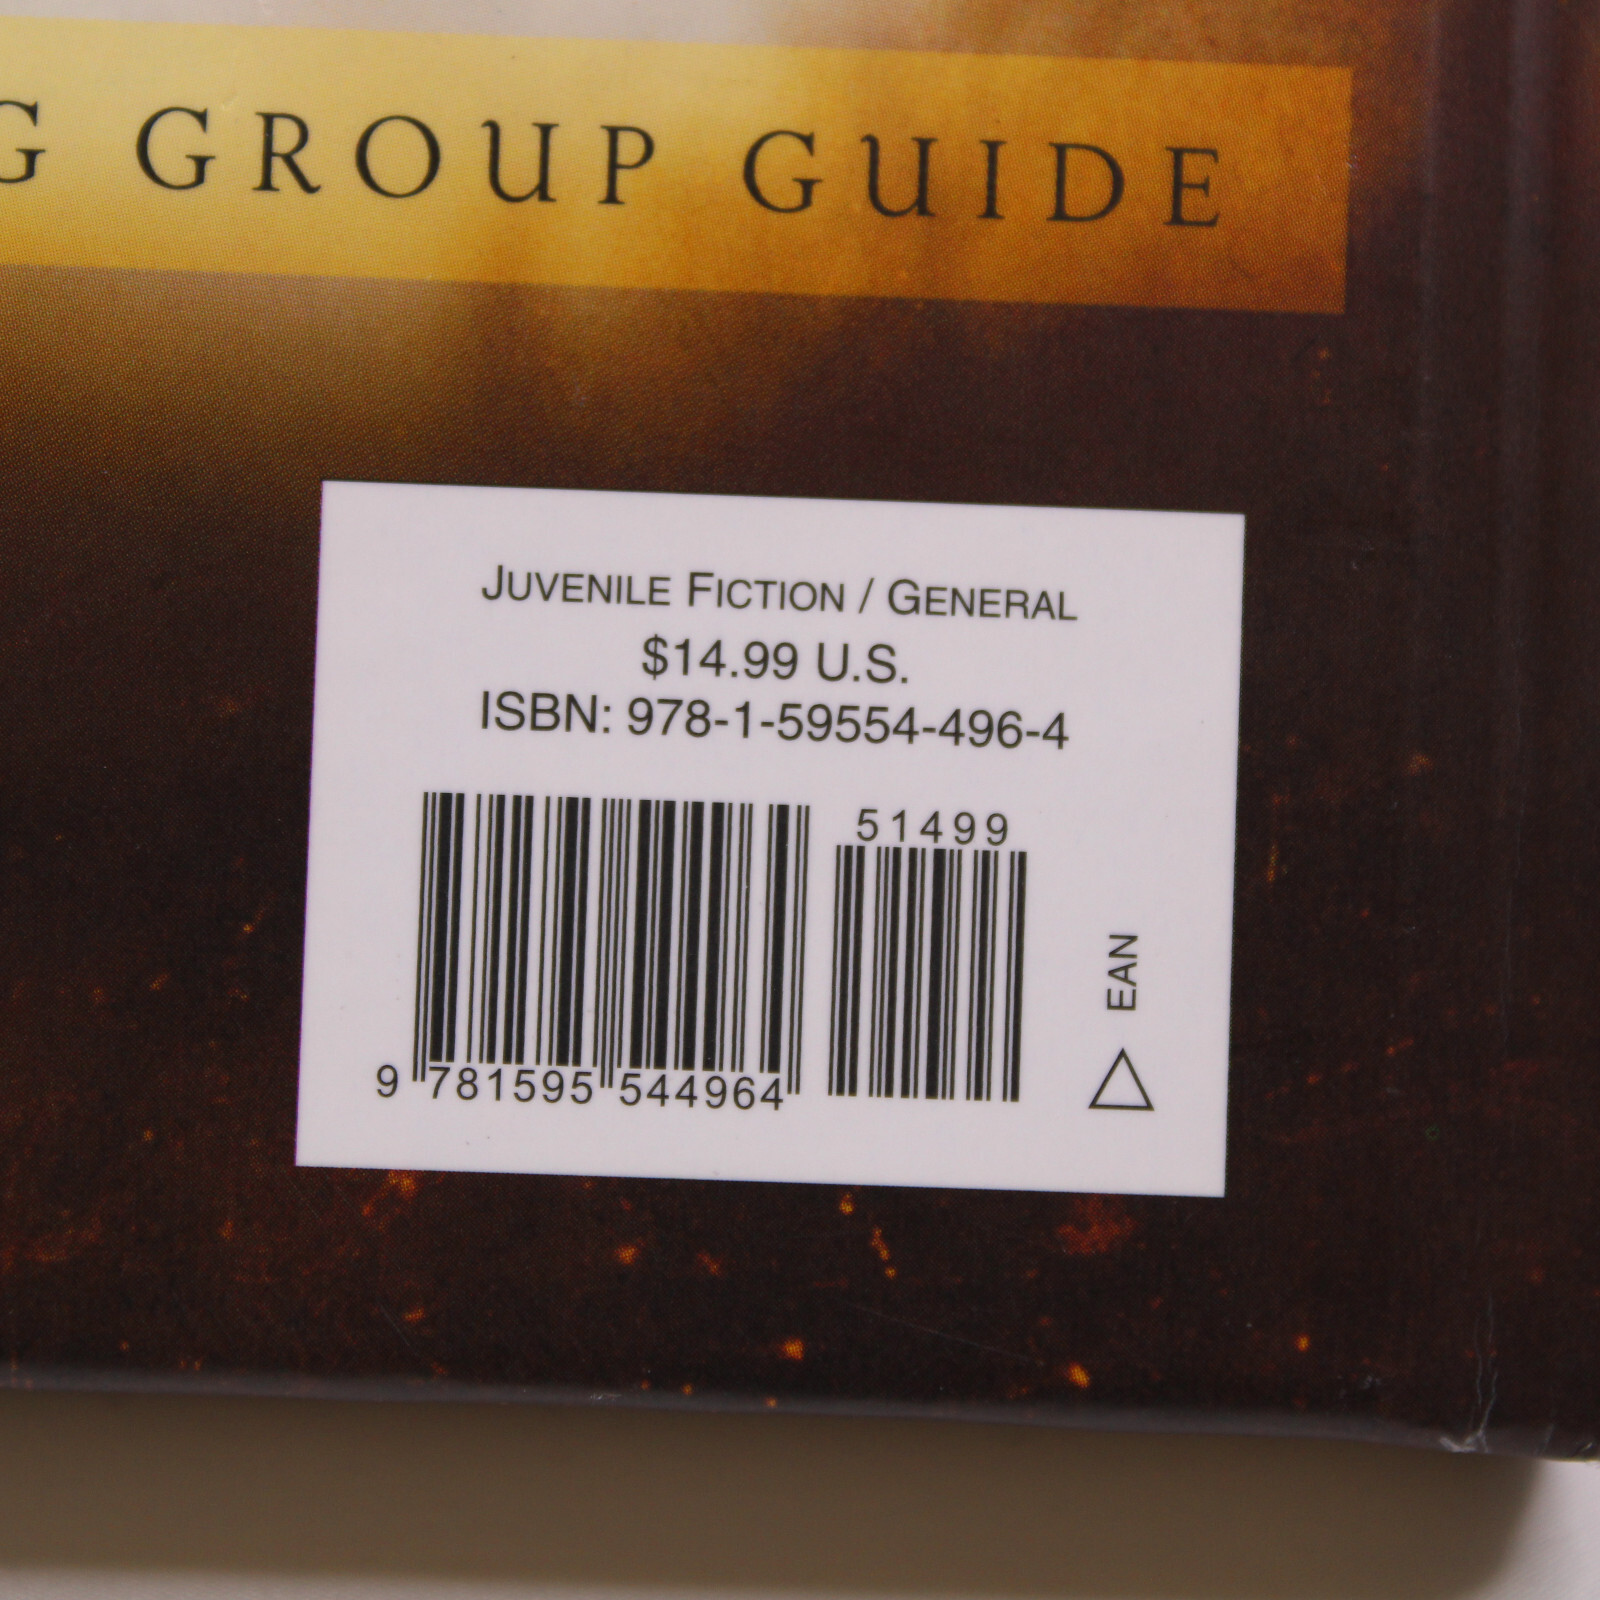 G GROUP GUIDE
JUVENILE FICTION / GENERAL
$14.99 U.S.
ISBN: 978-1-59554-496-4
51499
9 781595 544964
EAN